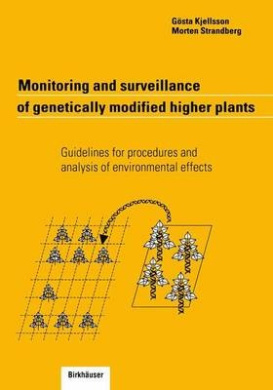 Gösta Kjellsson
Morten Strandberg
Monitoring and surveillance
of genetically modified higher plants
Guidelines for procedures and
analysis of environmental effects
Birkhäuser